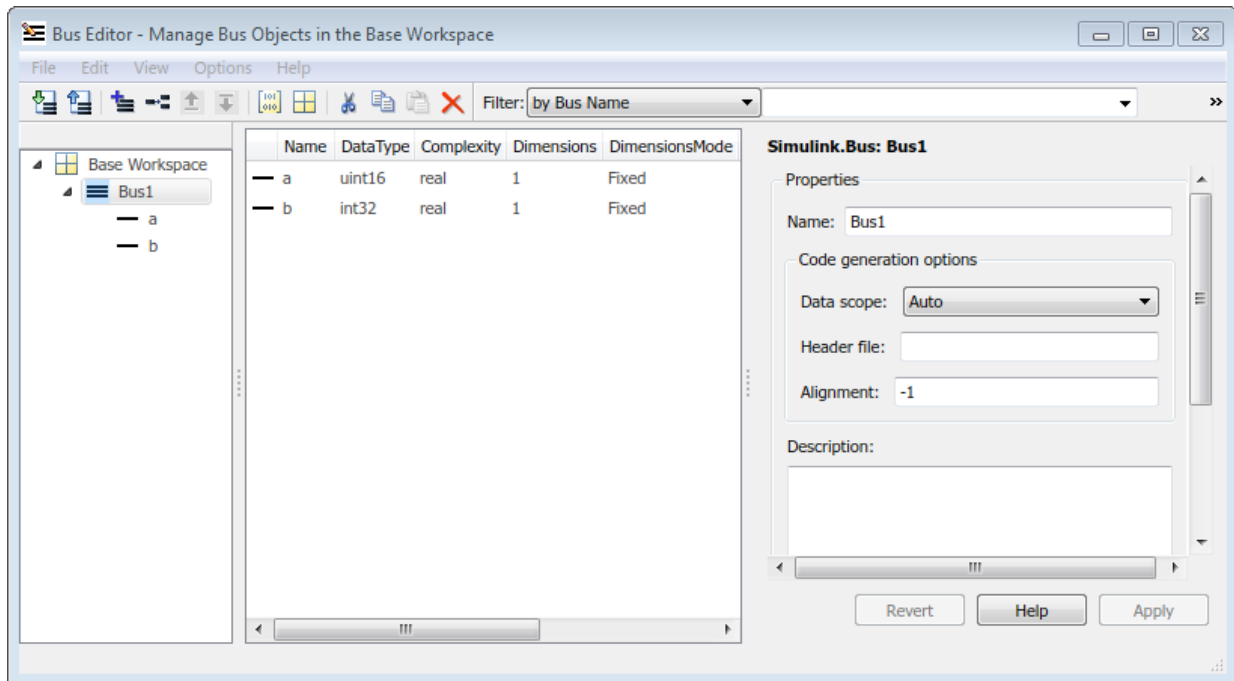 Bus Editor - Manage Bus Objects in the Base Workspace
File Edit View Options Help
Filter: by Bus Name
Base Workspace
Bus1
a
b
Name DataType Complexity Dimensions DimensionsMode
a uint16 real 1 Fixed
b int32 real 1 Fixed
Simulink.Bus: Bus1
Properties
Name: Bus1
Code generation options
Data scope: Auto
Header file:
Alignment: -1
Description:
Revert Help Apply